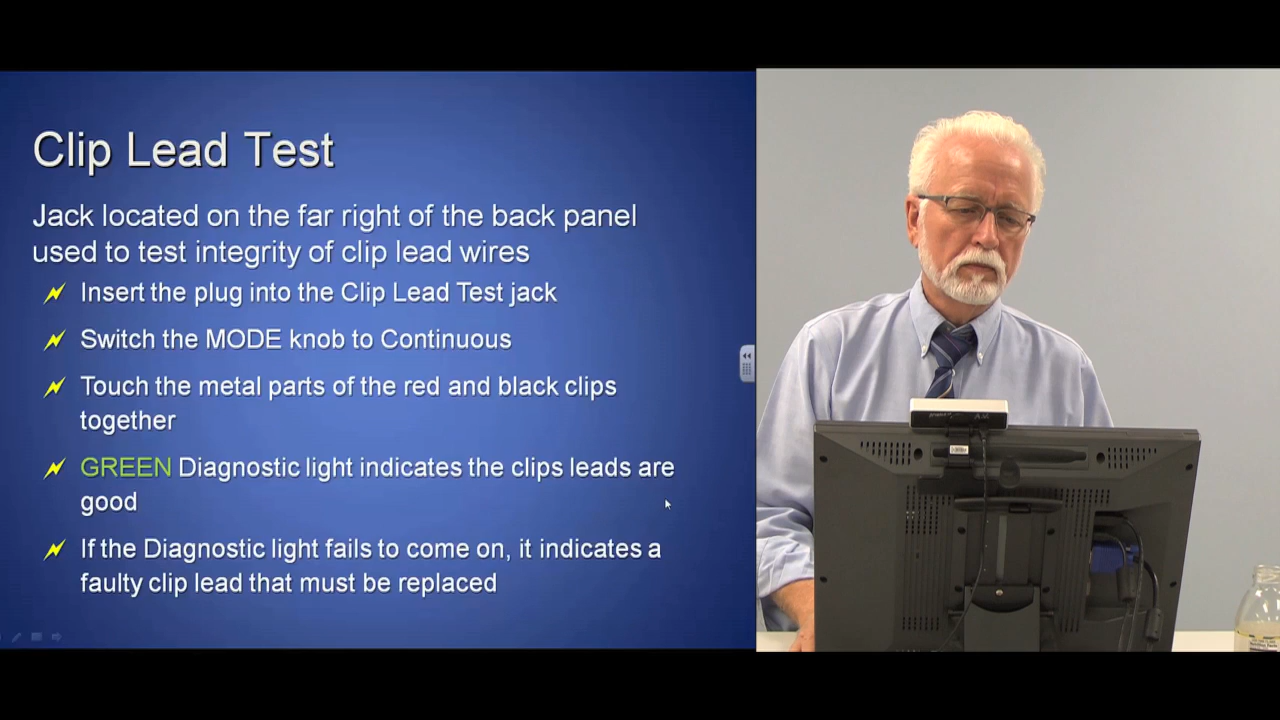 Clip Lead Test
Jack located on the far right of the back panel
used to test integrity of clip lead wires
Insert the plug into the Clip Lead Test jack
Switch the MODE knob to Continuous
Touch the metal parts of the red and black clips
together
GREEN Diagnostic light indicates the clips leads are
good
If the Diagnostic light fails to come on, it indicates a
faulty clip lead that must be replaced